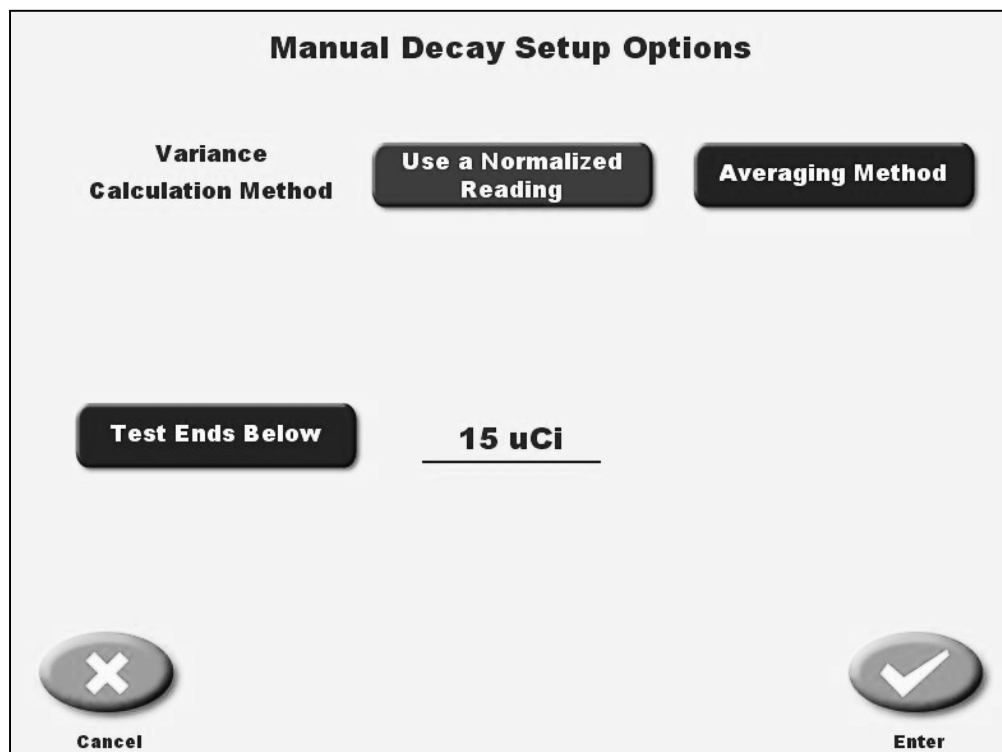 Manual Decay Setup Options
Variance
Calculation Method
Use a Normalized
Reading
Averaging Method
Test Ends Below
15 uCi
Cancel
Enter